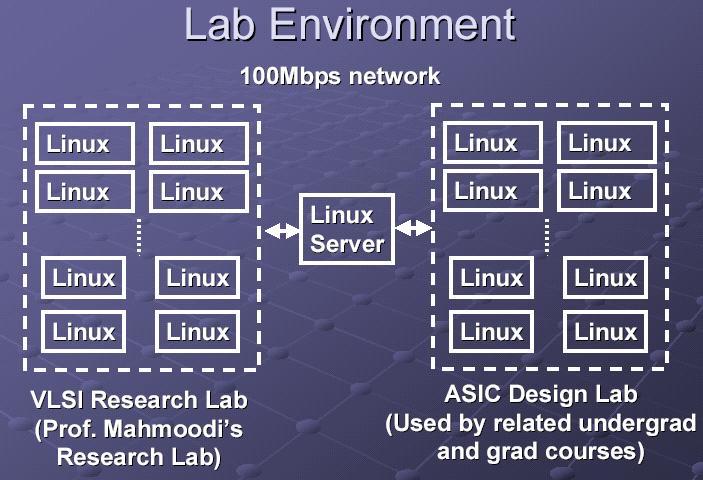 Lab Environment
100Mbps network
Linux Linux
Linux Linux
Linux Linux
Linux Linux
VLSI Research Lab
(Prof. Mahmoodi's
Research Lab)
Linux
Server
Linux Linux
Linux Linux
Linux Linux
Linux Linux
ASIC Design Lab
(Used by related undergrad
and grad courses)